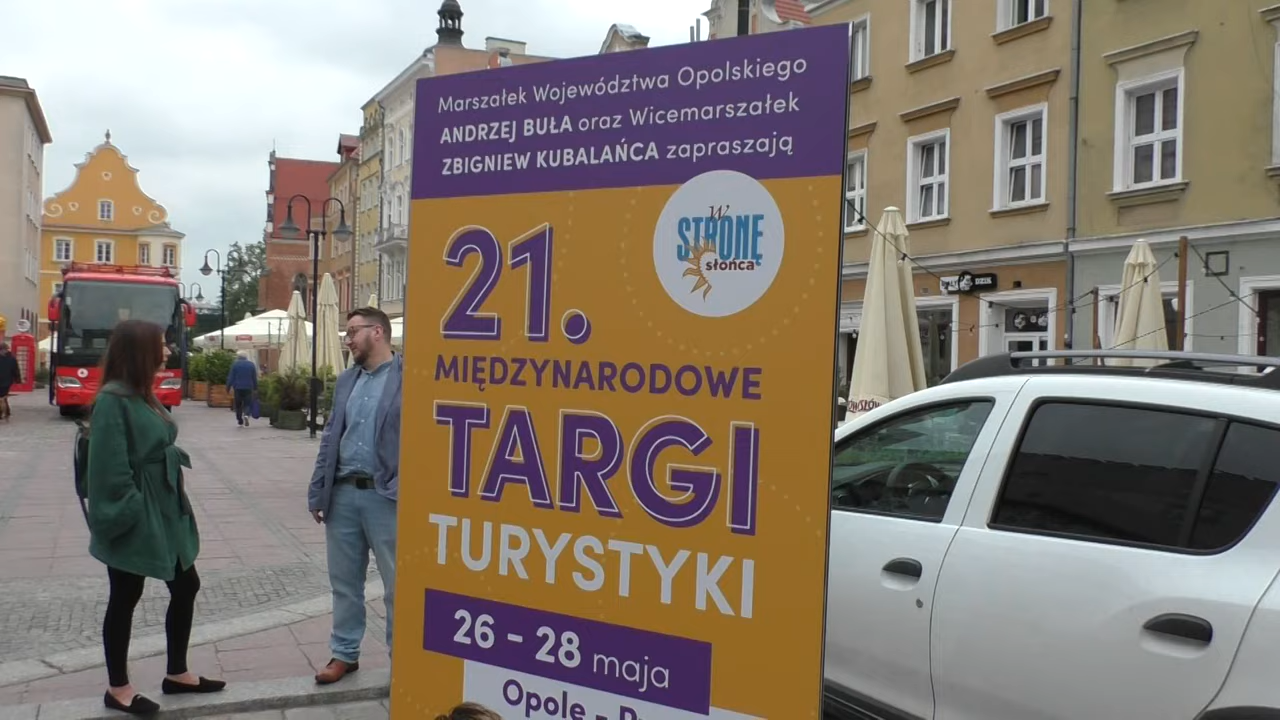 Marszałek Województwa Opolskiego
ANDRZEJ BUŁA oraz Wicemarszałek
ZBIGNIEW KUBALAŃCA zapraszają
w
STRONĘ
słońca
21.
MIĘDZYNARODOWE
TARGI
TURYSTYKI
26 – 28 maja
Opole -